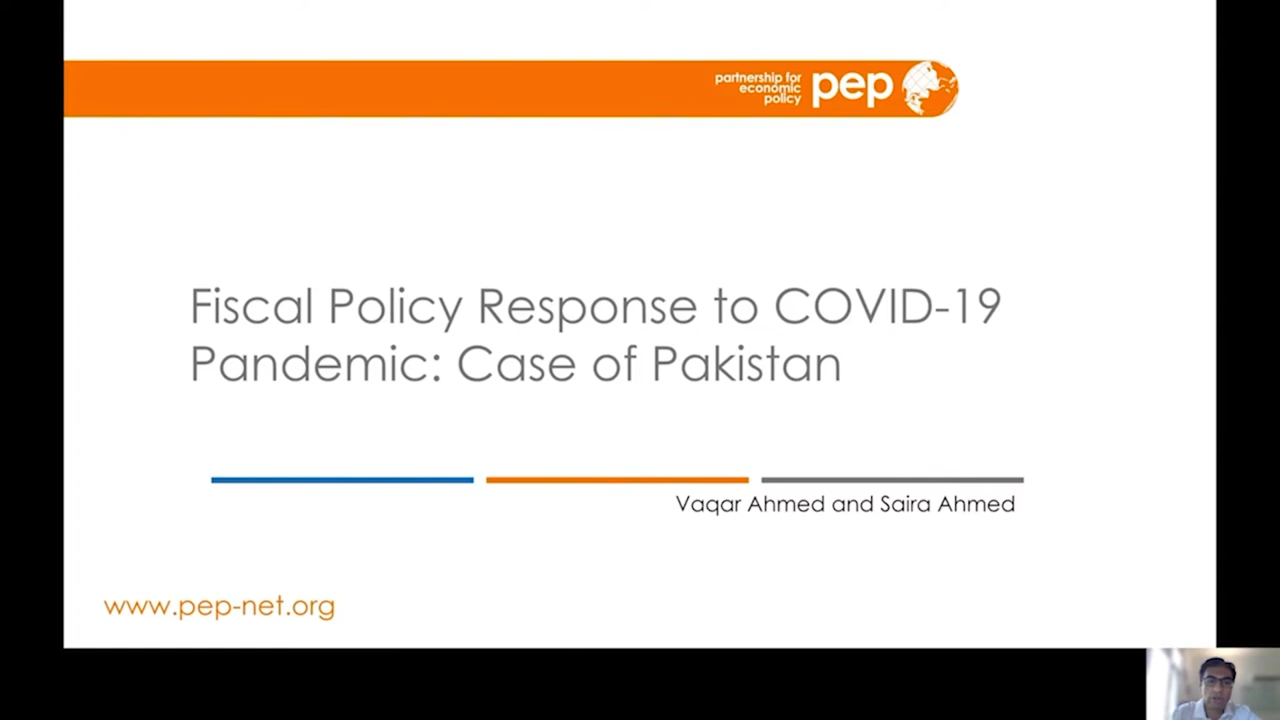 partnership for
economic
policy
pep
Fiscal Policy Response to COVID-19
Pandemic: Case of Pakistan
Vaqar Ahmed and Saira Ahmed
www.pep-net.org